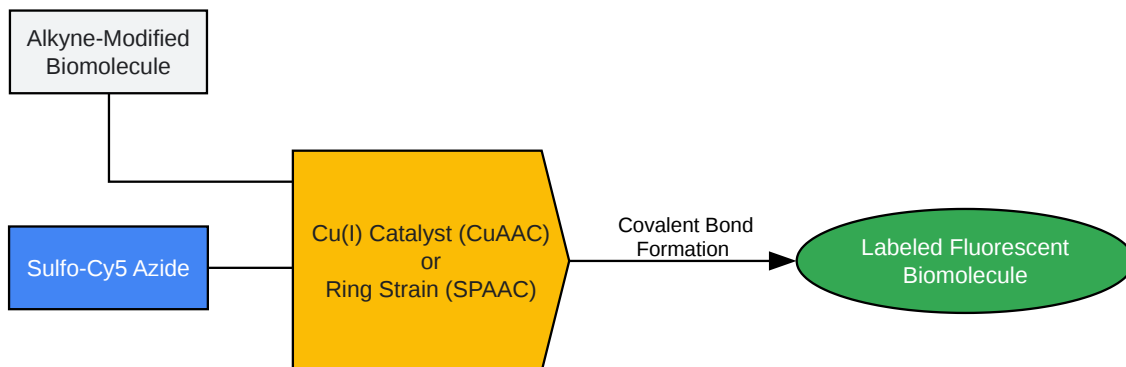 Alkyne-Modified
Biomolecule
Sulfo-Cy5 Azide
Cu(I) Catalyst (CuAAC)
or
Ring Strain (SPAAC)
Covalent Bond
Formation
Labeled Fluorescent
Biomolecule